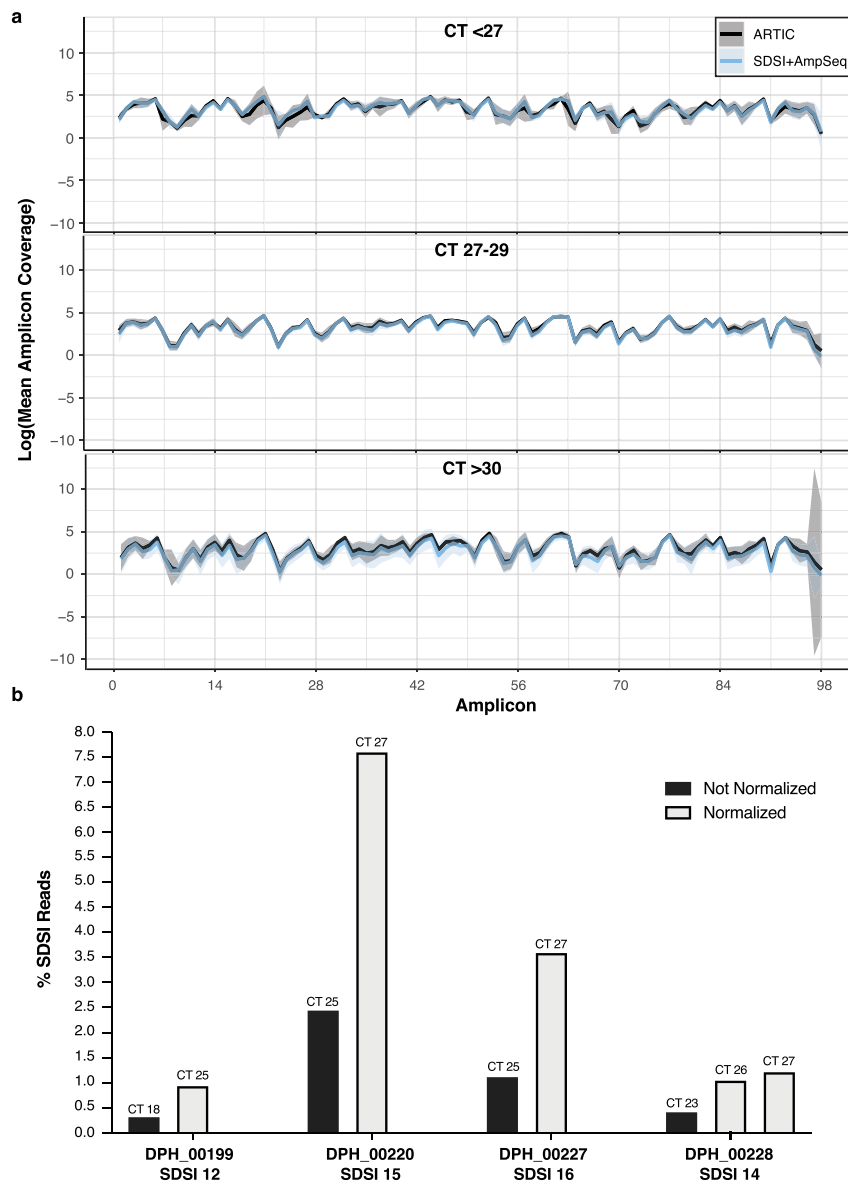 a
CT <27
ARTIC
SDSI+AmpSeq
10
5
0
−5
−10
CT 27-29
10
5
0
−5
−10
CT >30
10
5
0
−5
−10
Log(Mean Amplicon Coverage)
0 14 28 42 56 70 84 98
Amplicon
b
8.0
7.5
7.0
6.5
6.0
5.5
5.0
4.5
4.0
3.5
3.0
2.5
2.0
1.5
1.0
0.5
0.0
% SDSI Reads
Not Normalized
Normalized
CT 18
CT 25
CT 25
CT 27
CT 25
CT 27
CT 23
CT 26
CT 27
DPH_00199 DPH_00220 DPH_00227 DPH_00228
SDSI 12 SDSI 15 SDSI 16 SDSI 14